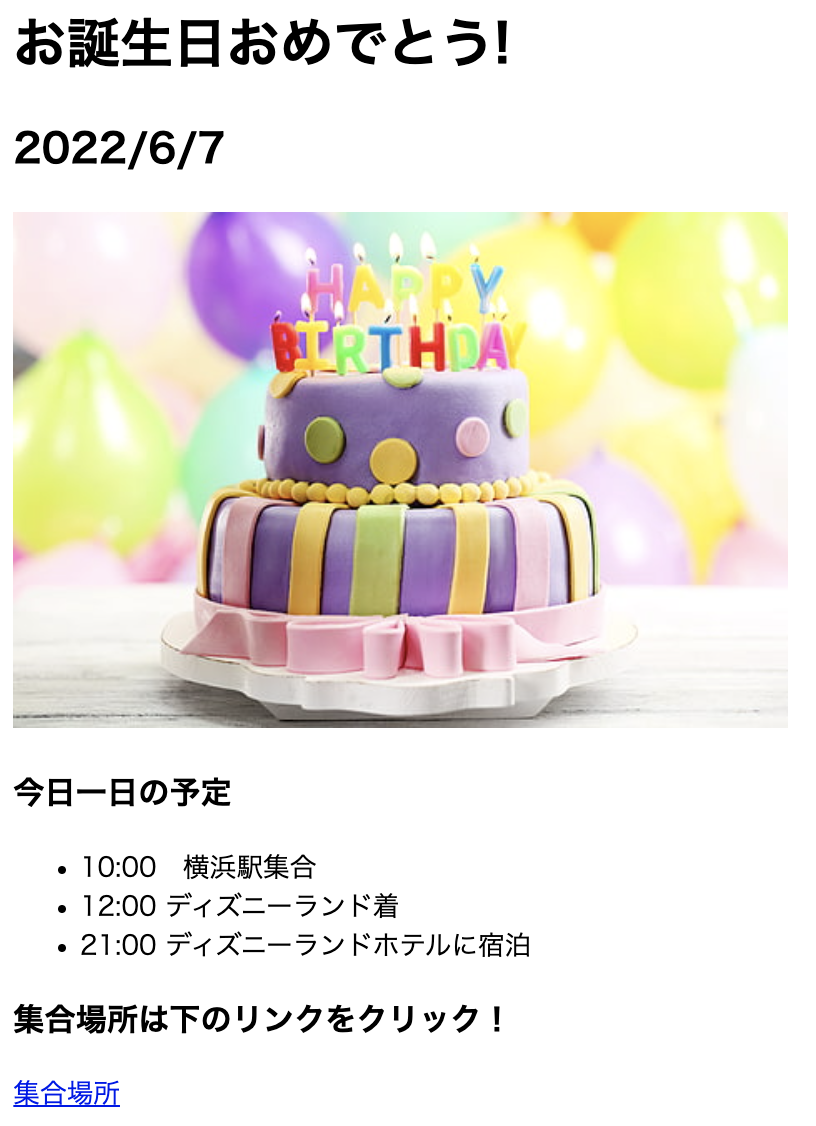 お誕生日おめでとう!
2022/6/7
HAPPY
BIRTHDAY
今日一日の予定
• 10:00　横浜駅集合
• 12:00 ディズニーランド着
• 21:00 ディズニーランドホテルに宿泊
集合場所は下のリンクをクリック！
集合場所